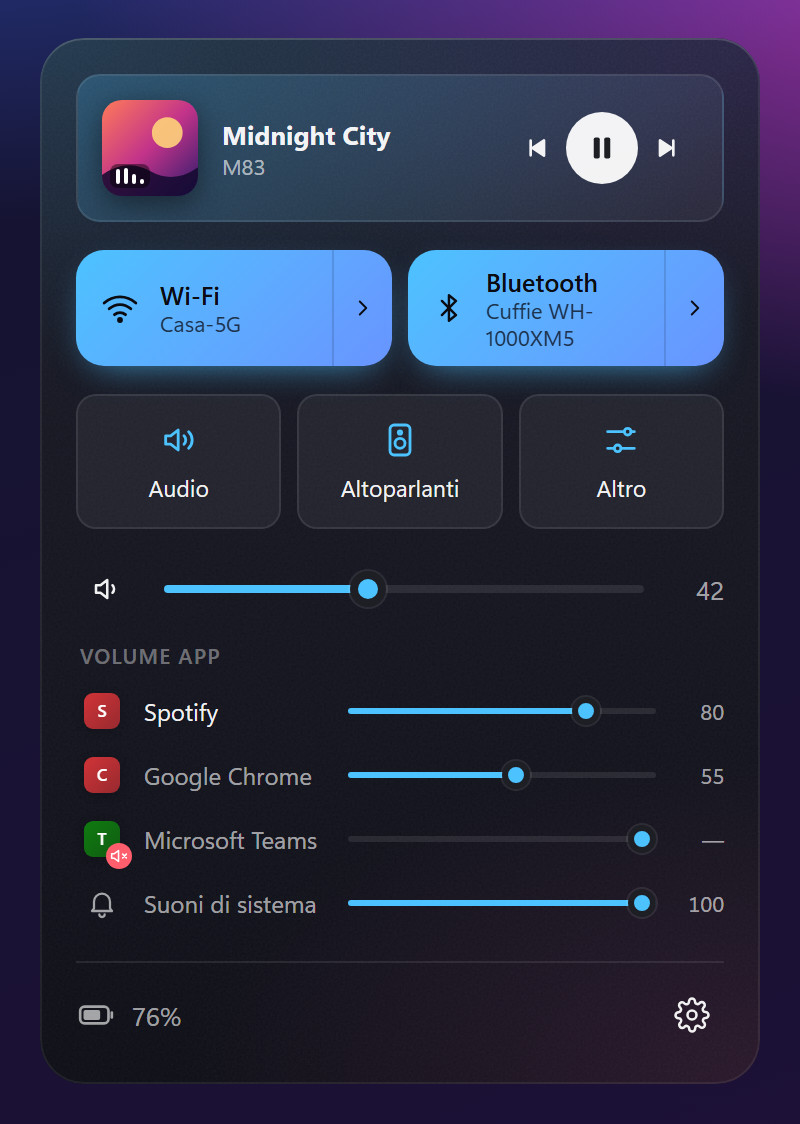 Midnight City
M83
Wi-Fi
Casa-5G
Bluetooth
Cuffie WH-
1000XM5
Audio
Altoparlanti
Altro
42
VOLUME APP
S Spotify 80
C Google Chrome 55
T Microsoft Teams —
Suoni di sistema 100
76%